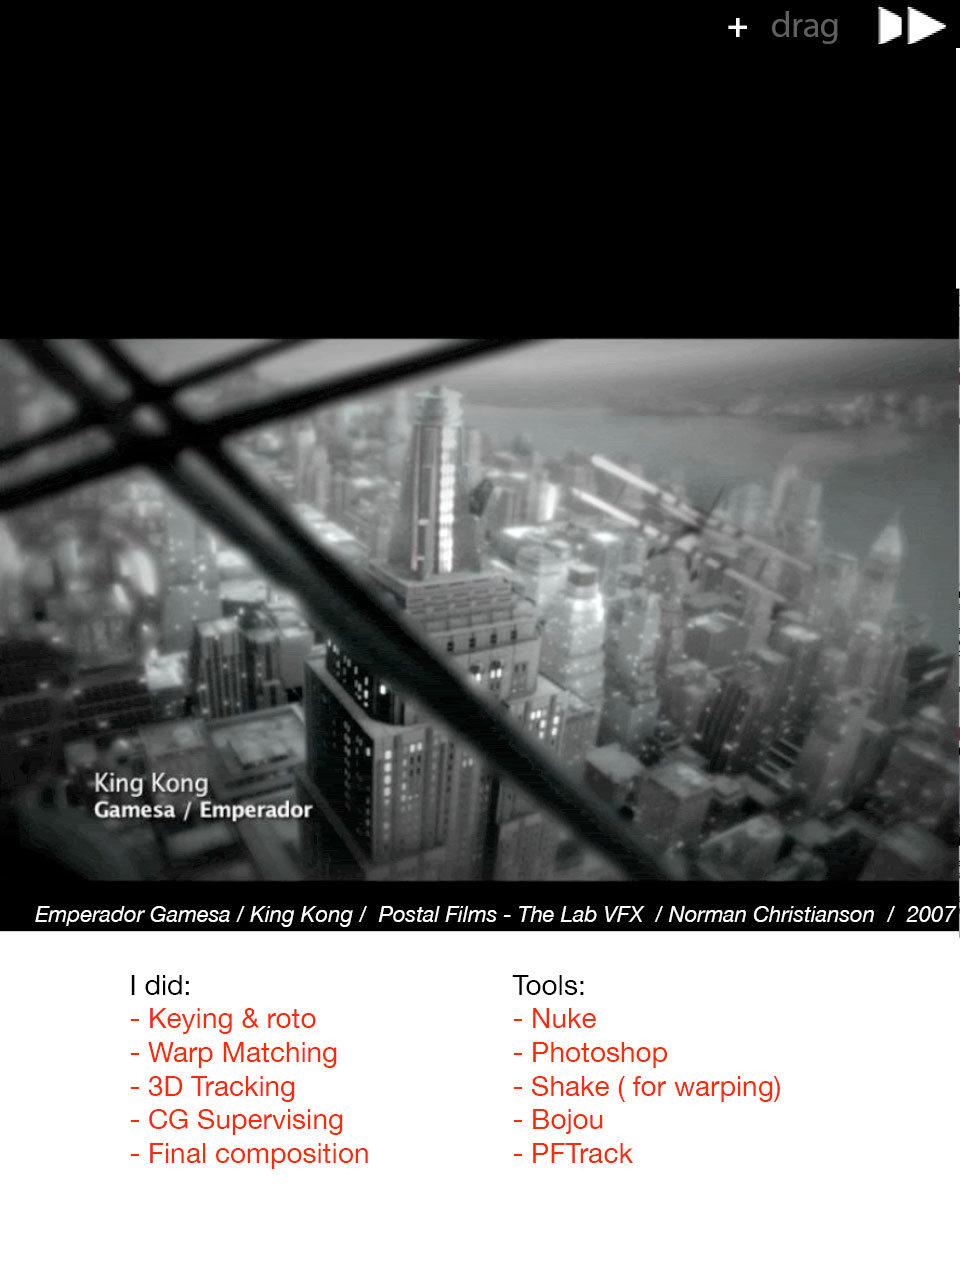 + drag
King Kong
Gamesa / Emperador
Emperador Gamesa / King Kong / Postal Films - The Lab VFX / Norman Christianson / 2007
I did:
- Keying & roto
- Warp Matching
- 3D Tracking
- CG Supervising
- Final composition
Tools:
- Nuke
- Photoshop
- Shake ( for warping)
- Bojou
- PFTrack